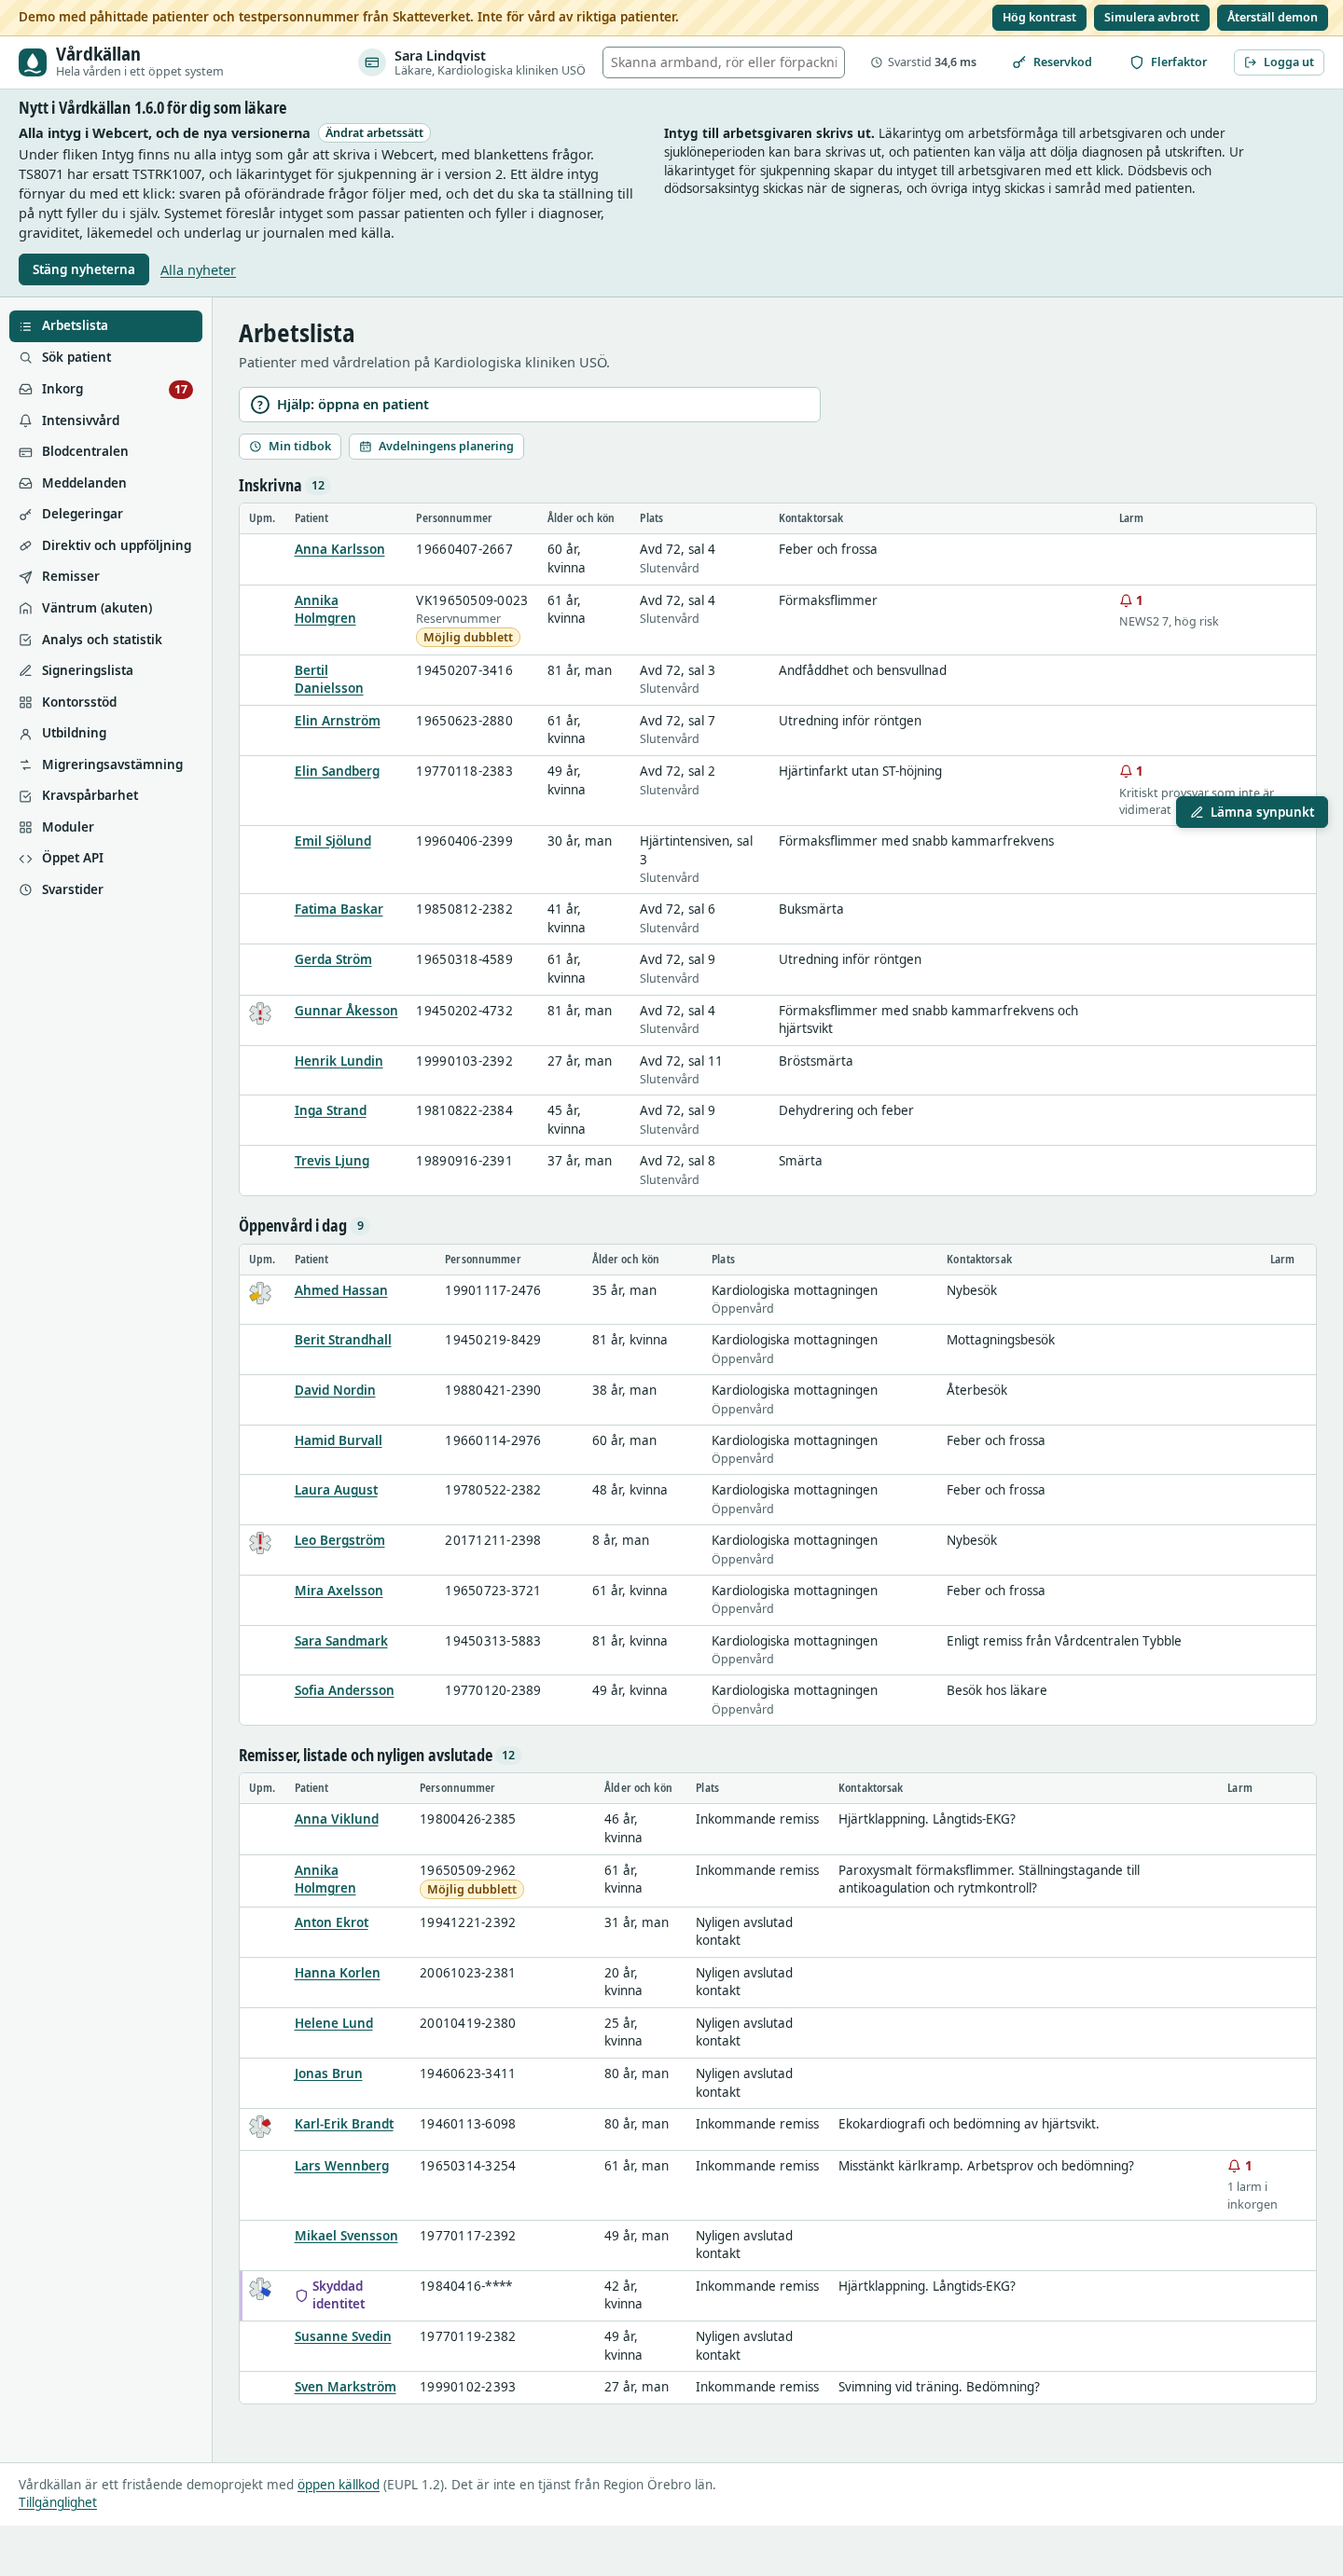 Demo med påhittade patienter och testpersonnummer från Skatteverket. Inte för vård av riktiga patienter.
Hög kontrast
Simulera avbrott
Återställ demon
Vårdkällan
Hela vården i ett öppet system
Sara Lindqvist
Läkare, Kardiologiska kliniken USÖ
Skanna armband, rör eller förpackni
Svarstid 34,6 ms
Reservkod
Flerfaktor
Logga ut
Nytt i Vårdkällan 1.6.0 för dig som läkare
Alla intyg i Webcert, och de nya versionerna Ändrat arbetssätt
Under fliken Intyg finns nu alla intyg som går att skriva i Webcert, med blankettens frågor.
TS8071 har ersatt TSTRK1007, och läkarintyget för sjukpenning är i version 2. Ett äldre intyg
förnyar du med ett klick: svaren på oförändrade frågor följer med, och det du ska ta ställning till
på nytt fyller du i själv. Systemet föreslår intyget som passar patienten och fyller i diagnoser,
graviditet, läkemedel och underlag ur journalen med källa.
Intyg till arbetsgivaren skrivs ut. Läkarintyg om arbetsförmåga till arbetsgivaren och under
sjuklöneperioden kan bara skrivas ut, och patienten kan välja att dölja diagnosen på utskriften. Ur
läkarintyget för sjukpenning skapar du intyget till arbetsgivaren med ett klick. Dödsbevis och
dödsorsaksintyg skickas när de signeras, och övriga intyg skickas i samråd med patienten.
Stäng nyheterna
Alla nyheter
Arbetslista
Sök patient
Inkorg 17
Intensivvård
Blodcentralen
Meddelanden
Delegeringar
Direktiv och uppföljning
Remisser
Väntrum (akuten)
Analys och statistik
Signeringslista
Kontorsstöd
Utbildning
Migreringsavstämning
Kravspårbarhet
Moduler
Öppet API
Svarstider
Arbetslista
Patienter med vårdrelation på Kardiologiska kliniken USÖ.
? Hjälp: öppna en patient
Min tidbok
Avdelningens planering
Inskrivna 12
Upm. Patient Personnummer Ålder och kön Plats Kontaktorsak Larm
Anna Karlsson 19660407-2667 60 år, kvinna Avd 72, sal 4 Slutenvård Feber och frossa
Annika Holmgren VK19650509-0023 Reservnummer Möjlig dubblett 61 år, kvinna Avd 72, sal 4 Slutenvård Förmaksflimmer 1 NEWS2 7, hög risk
Bertil Danielsson 19450207-3416 81 år, man Avd 72, sal 3 Slutenvård Andfåddhet och bensvullnad
Elin Arnström 19650623-2880 61 år, kvinna Avd 72, sal 7 Slutenvård Utredning inför röntgen
Elin Sandberg 19770118-2383 49 år, kvinna Avd 72, sal 2 Slutenvård Hjärtinfarkt utan ST-höjning 1 Kritiskt provsvar som inte är vidimerat
Lämna synpunkt
Emil Sjölund 19960406-2399 30 år, man Hjärtintensiven, sal 3 Slutenvård Förmaksflimmer med snabb kammarfrekvens
Fatima Baskar 19850812-2382 41 år, kvinna Avd 72, sal 6 Slutenvård Buksmärta
Gerda Ström 19650318-4589 61 år, kvinna Avd 72, sal 9 Slutenvård Utredning inför röntgen
Gunnar Åkesson 19450202-4732 81 år, man Avd 72, sal 4 Slutenvård Förmaksflimmer med snabb kammarfrekvens och hjärtsvikt
Henrik Lundin 19990103-2392 27 år, man Avd 72, sal 11 Slutenvård Bröstsmärta
Inga Strand 19810822-2384 45 år, kvinna Avd 72, sal 9 Slutenvård Dehydrering och feber
Trevis Ljung 19890916-2391 37 år, man Avd 72, sal 8 Slutenvård Smärta
Öppenvård i dag 9
Upm. Patient Personnummer Ålder och kön Plats Kontaktorsak Larm
Ahmed Hassan 19901117-2476 35 år, man Kardiologiska mottagningen Öppenvård Nybesök
Berit Strandhall 19450219-8429 81 år, kvinna Kardiologiska mottagningen Öppenvård Mottagningsbesök
David Nordin 19880421-2390 38 år, man Kardiologiska mottagningen Öppenvård Återbesök
Hamid Burvall 19660114-2976 60 år, man Kardiologiska mottagningen Öppenvård Feber och frossa
Laura August 19780522-2382 48 år, kvinna Kardiologiska mottagningen Öppenvård Feber och frossa
Leo Bergström 20171211-2398 8 år, man Kardiologiska mottagningen Öppenvård Nybesök
Mira Axelsson 19650723-3721 61 år, kvinna Kardiologiska mottagningen Öppenvård Feber och frossa
Sara Sandmark 19450313-5883 81 år, kvinna Kardiologiska mottagningen Öppenvård Enligt remiss från Vårdcentralen Tybble
Sofia Andersson 19770120-2389 49 år, kvinna Kardiologiska mottagningen Öppenvård Besök hos läkare
Remisser, listade och nyligen avslutade 12
Upm. Patient Personnummer Ålder och kön Plats Kontaktorsak Larm
Anna Viklund 19800426-2385 46 år, kvinna Inkommande remiss Hjärtklappning. Långtids-EKG?
Annika Holmgren 19650509-2962 Möjlig dubblett 61 år, kvinna Inkommande remiss Paroxysmalt förmaksflimmer. Ställningstagande till antikoagulation och rytmkontroll?
Anton Ekrot 19941221-2392 31 år, man Nyligen avslutad kontakt
Hanna Korlen 20061023-2381 20 år, kvinna Nyligen avslutad kontakt
Helene Lund 20010419-2380 25 år, kvinna Nyligen avslutad kontakt
Jonas Brun 19460623-3411 80 år, man Nyligen avslutad kontakt
Karl-Erik Brandt 19460113-6098 80 år, man Inkommande remiss Ekokardiografi och bedömning av hjärtsvikt.
Lars Wennberg 19650314-3254 61 år, man Inkommande remiss Misstänkt kärlkramp. Arbetsprov och bedömning? 1 1 larm i inkorgen
Mikael Svensson 19770117-2392 49 år, man Nyligen avslutad kontakt
Skyddad identitet 19840416-**** 42 år, kvinna Inkommande remiss Hjärtklappning. Långtids-EKG?
Susanne Svedin 19770119-2382 49 år, kvinna Nyligen avslutad kontakt
Sven Markström 19990102-2393 27 år, man Inkommande remiss Svimning vid träning. Bedömning?
Vårdkällan är ett fristående demoprojekt med öppen källkod (EUPL 1.2). Det är inte en tjänst från Region Örebro län.
Tillgänglighet